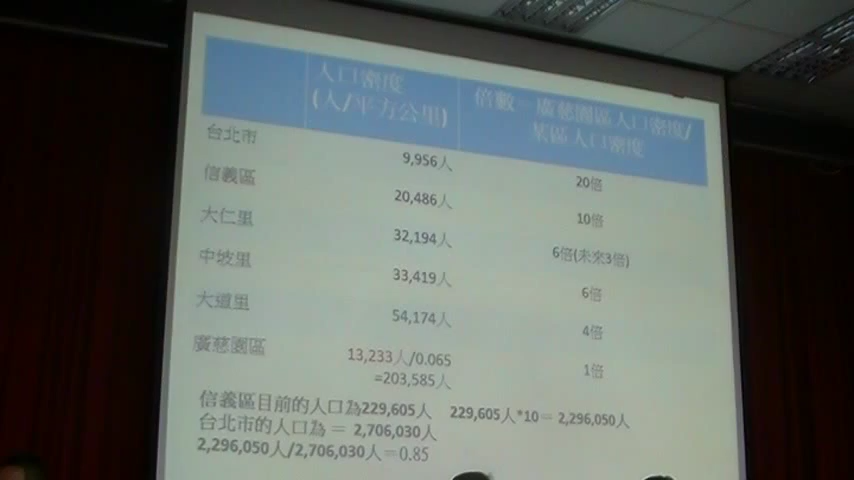 人口密度
(人/平方公里)
倍數＝廣慈園區人口密度/
某區人口密度
台北市 9,956人 20倍
信義區 20,486人 10倍
大仁里 32,194人 6倍(未來3倍)
中坡里 33,419人 6倍
大道里 54,174人 4倍
廣慈園區 13,233人/0.065 1倍
=203,585人
信義區目前的人口為229,605人 229,605人*10＝ 2,296,050人
台北市的人口為＝ 2,706,030人
2,296,050人/2,706,030人＝0.85